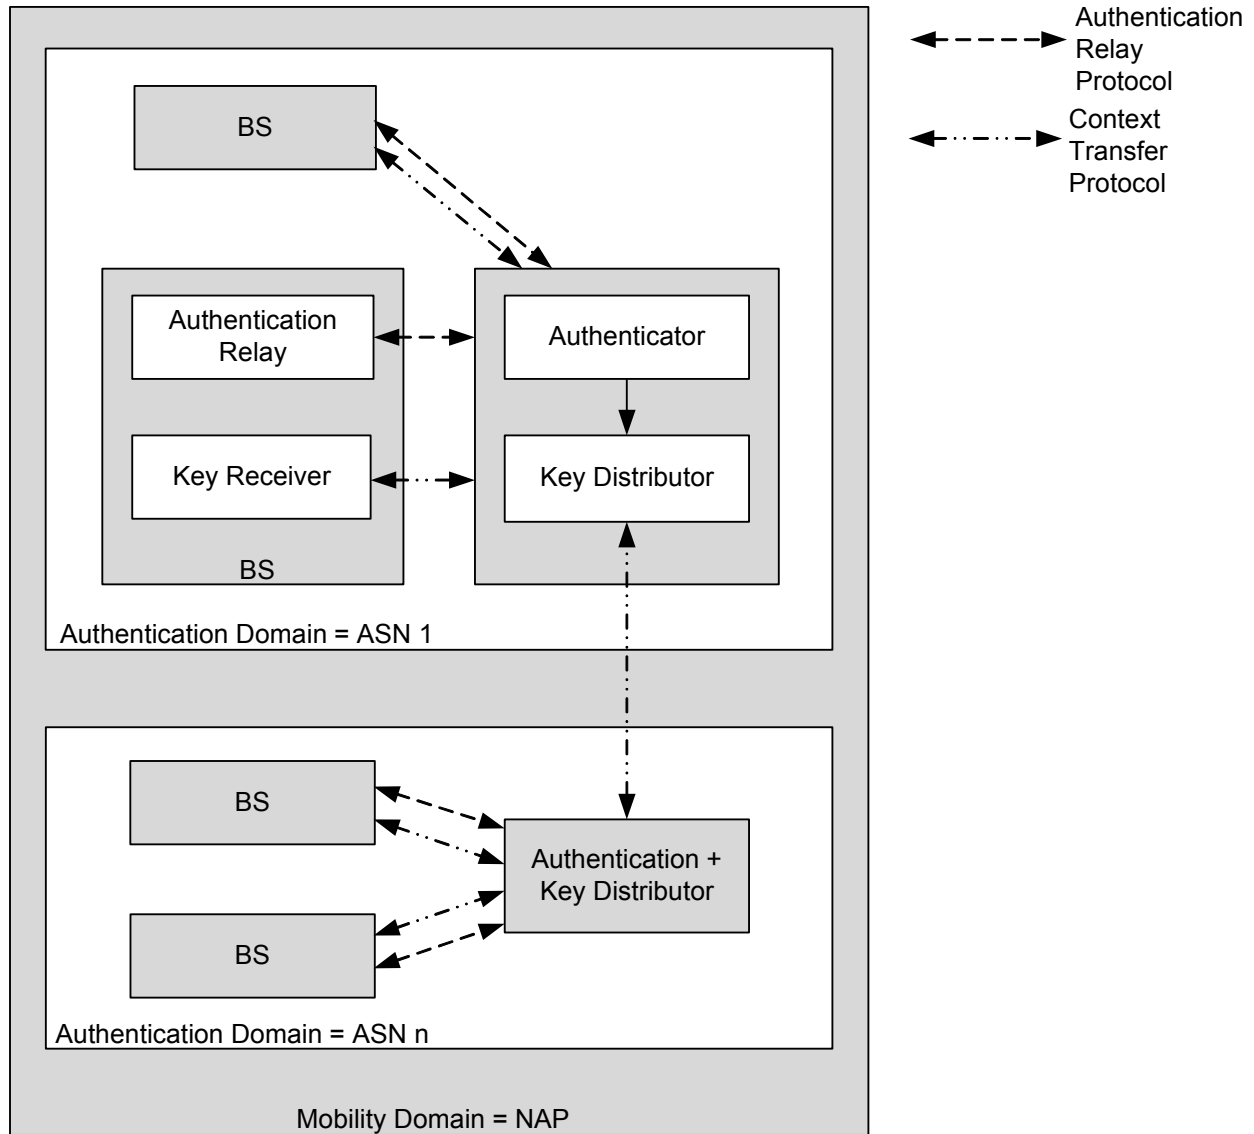 Authentication
Relay
Protocol
Context
Transfer
Protocol
BS
Authentication
Relay
Authenticator
Key Receiver
Key Distributor
BS
Authentication Domain = ASN 1
BS
Authentication +
Key Distributor
BS
Authentication Domain = ASN n
Mobility Domain = NAP